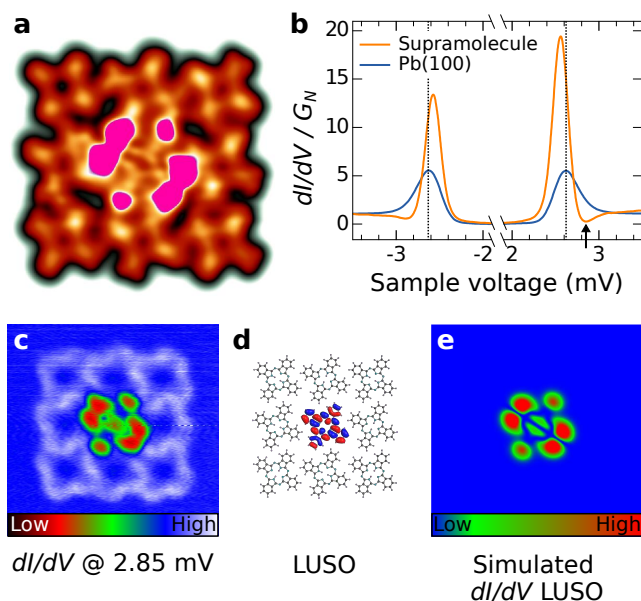 a
b
dI/dV / G_N
20
15
10
5
0
Supramolecule
Pb(100)
-3 -2 2 3
Sample voltage (mV)
c
d
e
Low High
Low High
dI/dV @ 2.85 mV
LUSO
Simulated
dI/dV LUSO